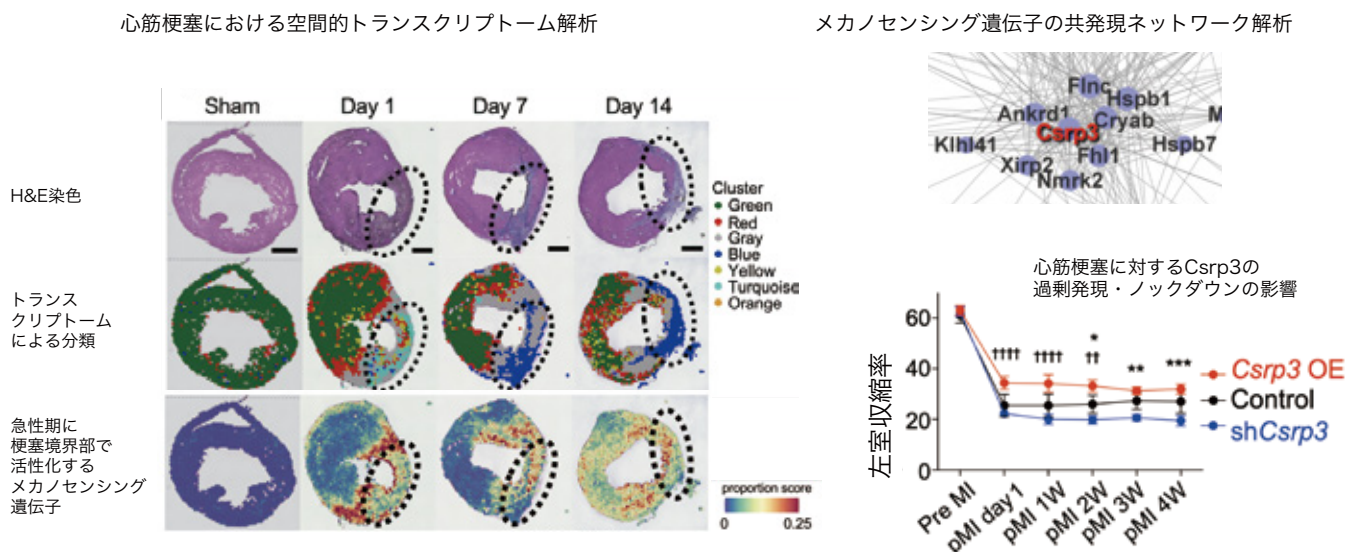 心筋梗塞における空間的トランスクリプトーム解析
Sham Day 1 Day 7 Day 14
H&E染色
トランス
クリプトーム
による分類
急性期に
梗塞境界部で
活性化する
メカノセンシング
遺伝子
Cluster
Green
Red
Gray
Blue
Yellow
Turquoise
Orange
proportion score
0 0.25
メカノセンシング遺伝子の共発現ネットワーク解析
Flnc
Hspb1
Ankrd1
Cryab
M
Csrp3
Klhl41
Hspb7
Fhl1
Xirp2
Nmrk2
心筋梗塞に対するCsrp3の
過剰発現・ノックダウンの影響
左室収縮率
60
40
20
0
††††
††††
*
††
**
***
Csrp3 OE
Control
shCsrp3
Pre MI
pMI day1
pMI 1W
pMI 2W
pMI 3W
pMI 4W